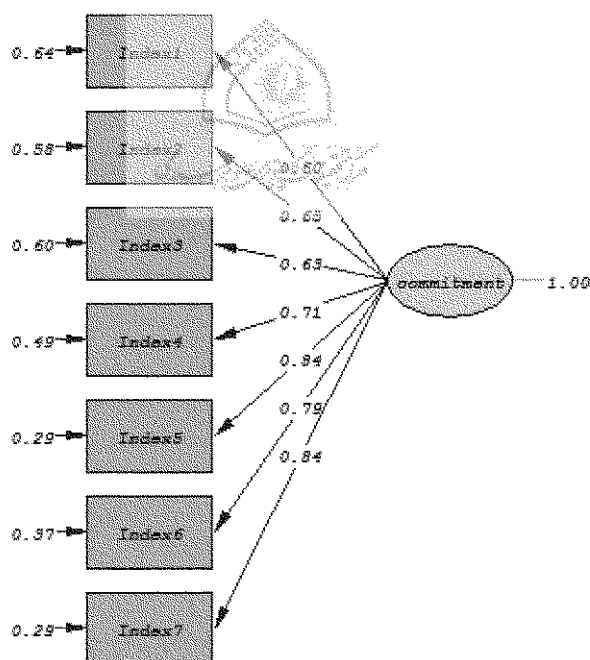 0.64 Index1
0.58 Index2
0.60
0.65
0.60 Index3
0.63
commitment 1.00
0.71
0.49 Index4
0.84
0.79
0.29 Index5
0.84
0.37 Index6
0.29 Index7